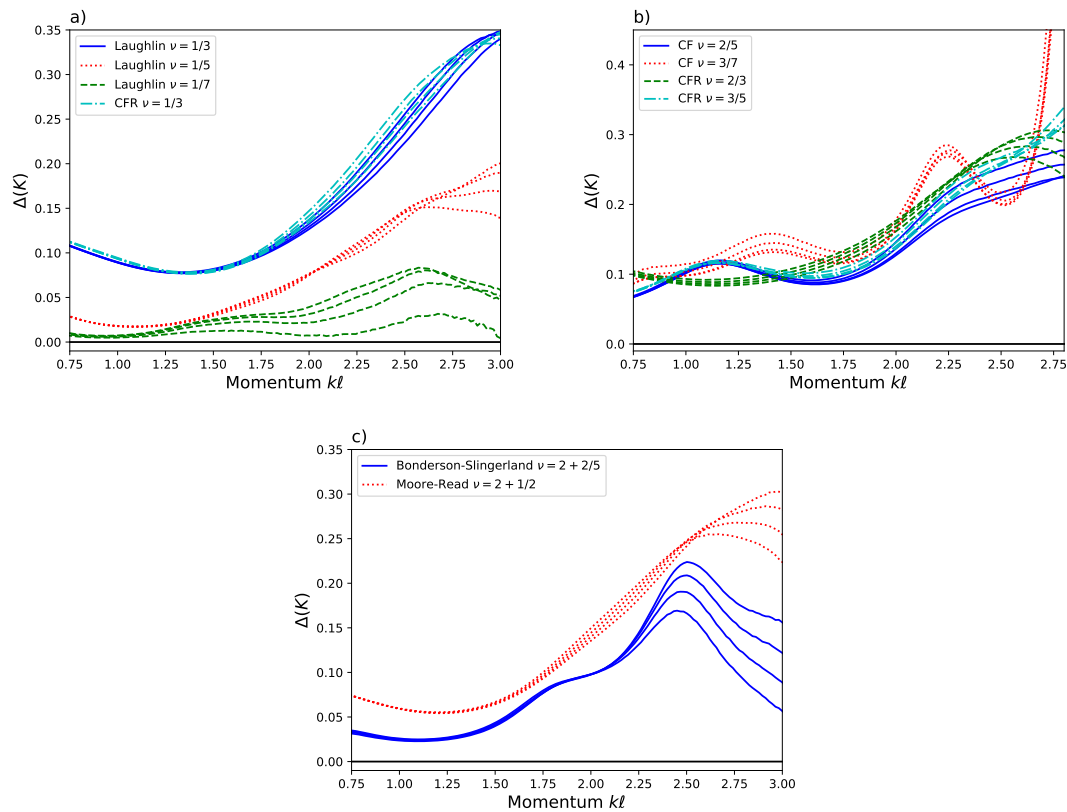 a)
0.35
0.30
0.25
0.20
0.15
0.10
0.05
0.00
Δ(K)
Laughlin ν = 1/3
Laughlin ν = 1/5
Laughlin ν = 1/7
CFR ν = 1/3
0.75 1.00 1.25 1.50 1.75 2.00 2.25 2.50 2.75 3.00
Momentum kℓ
b)
0.4
0.3
0.2
0.1
0.0
Δ(K)
CF ν = 2/5
CF ν = 3/7
CFR ν = 2/3
CFR ν = 3/5
0.75 1.00 1.25 1.50 1.75 2.00 2.25 2.50 2.75
Momentum kℓ
c)
0.35
0.30
0.25
0.20
0.15
0.10
0.05
0.00
Δ(K)
Bonderson-Slingerland ν = 2 + 2/5
Moore-Read ν = 2 + 1/2
0.75 1.00 1.25 1.50 1.75 2.00 2.25 2.50 2.75 3.00
Momentum kℓ